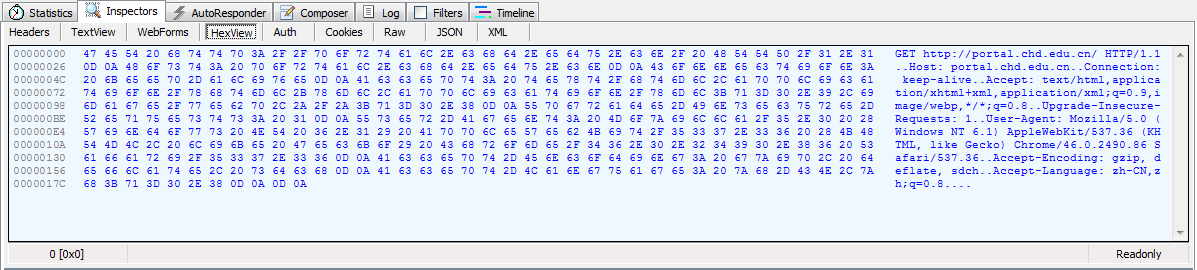 Statistics Inspectors AutoResponder Composer Log Filters Timeline
Headers TextView WebForms HexView Auth Cookies Raw JSON XML
00000000 47 45 54 20 68 74 74 70 3A 2F 2F 70 6F 72 74 61 6C 2E 63 68 64 2E 65 64 75 2E 63 6E 2F 20 48 54 54 50 2F 31 2E 31 GET http://portal.chd.edu.cn/ HTTP/1.1
00000026 0D 0A 48 6F 73 74 3A 20 70 6F 72 74 61 6C 2E 63 68 64 2E 65 64 75 2E 63 6E 0D 0A 43 6F 6E 6E 65 63 74 69 6F 6E 3A ..Host: portal.chd.edu.cn..Connection:
0000004C 20 6B 65 65 70 2D 61 6C 69 76 65 0D 0A 41 63 63 65 70 74 3A 20 74 65 78 74 2F 68 74 6D 6C 2C 61 70 70 6C 69 63 61 keep-alive..Accept: text/html,applica
00000072 74 69 6F 6E 2F 78 68 74 6D 6C 2B 78 6D 6C 2C 61 70 70 6C 69 63 61 74 69 6F 6E 2F 78 6D 6C 3B 71 3D 30 2E 39 2C 69 tion/xhtml+xml,application/xml;q=0.9,i
00000098 6D 61 67 65 2F 77 65 62 70 2C 2A 2F 2A 3B 71 3D 30 2E 38 0D 0A 55 70 67 72 61 64 65 2D 49 6E 73 65 63 75 72 65 2D mage/webp,*/*;q=0.8..Upgrade-Insecure-
000000BE 52 65 71 75 65 73 74 73 3A 20 31 0D 0A 55 73 65 72 2D 41 67 65 6E 74 3A 20 4D 6F 7A 69 6C 6C 61 2F 35 2E 30 20 28 Requests: 1..User-Agent: Mozilla/5.0 (
000000E4 57 69 6E 64 6F 77 73 20 4E 54 20 36 2E 31 29 20 41 70 70 6C 65 57 65 62 4B 69 74 2F 35 33 37 2E 33 36 20 28 4B 48 Windows NT 6.1) AppleWebKit/537.36 (KH
0000010A 54 4D 4C 2C 20 6C 69 6B 65 20 47 65 63 6B 6F 29 20 43 68 72 6F 6D 65 2F 34 36 2E 30 2E 32 34 39 30 2E 38 36 20 53 TML, like Gecko) Chrome/46.0.2490.86 S
00000130 61 66 61 72 69 2F 35 33 37 2E 33 36 0D 0A 41 63 63 65 70 74 2D 45 6E 63 6F 64 69 6E 67 3A 20 67 7A 69 70 2C 20 64 afari/537.36..Accept-Encoding: gzip, d
00000156 65 66 6C 61 74 65 2C 20 73 64 63 68 0D 0A 41 63 63 65 70 74 2D 4C 61 6E 67 75 61 67 65 3A 20 7A 68 2D 43 4E 2C 7A eflate, sdch..Accept-Language: zh-CN,z
0000017C 68 3B 71 3D 30 2E 38 0D 0A 0D 0A h;q=0.8....
0 [0x0] Readonly